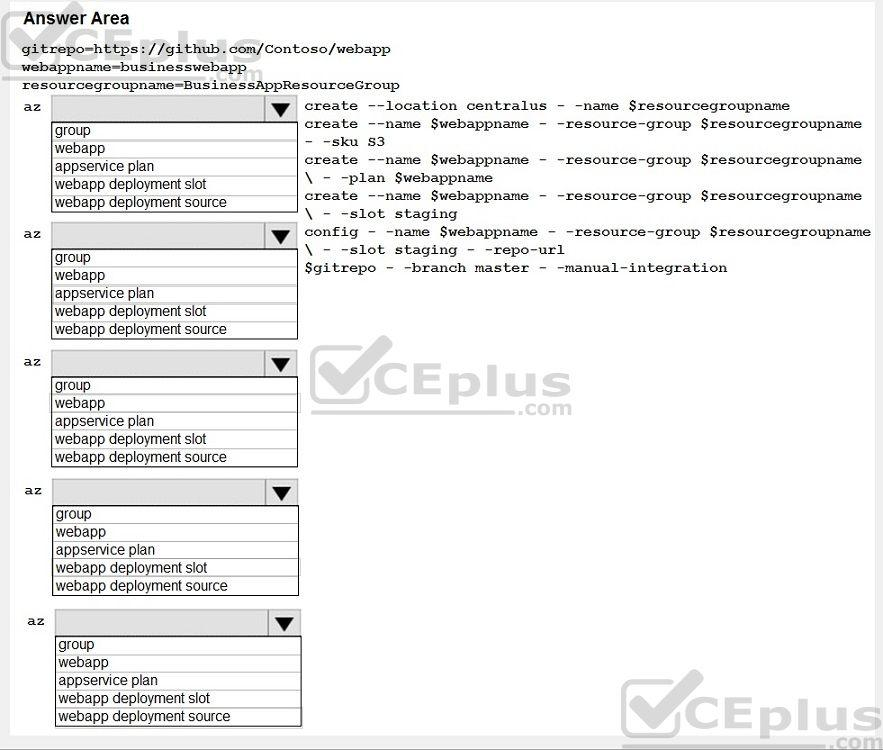 Answer Area
gitrepo=https://github.com/Contoso/webapp
webappname=businesswebapp
resourcegroupname=BusinessAppResourceGroup
az create --location centralus - -name $resourcegroupname
create --name $webappname - -resource-group $resourcegroupname
- -sku S3
create --name $webappname - -resource-group $resourcegroupname
\ - -plan $webappname
create --name $webappname - -resource-group $resourcegroupname
\ - -slot staging
config - -name $webappname - -resource-group $resourcegroupname
\ - -slot staging - -repo-url
$gitrepo - -branch master - -manual-integration
group
webapp
appservice plan
webapp deployment slot
webapp deployment source
az
group
webapp
appservice plan
webapp deployment slot
webapp deployment source
az
group
webapp
appservice plan
webapp deployment slot
webapp deployment source
az
group
webapp
appservice plan
webapp deployment slot
webapp deployment source
az
group
webapp
appservice plan
webapp deployment slot
webapp deployment source
CEplus
.com
CEplus
.com
CEplus
.com